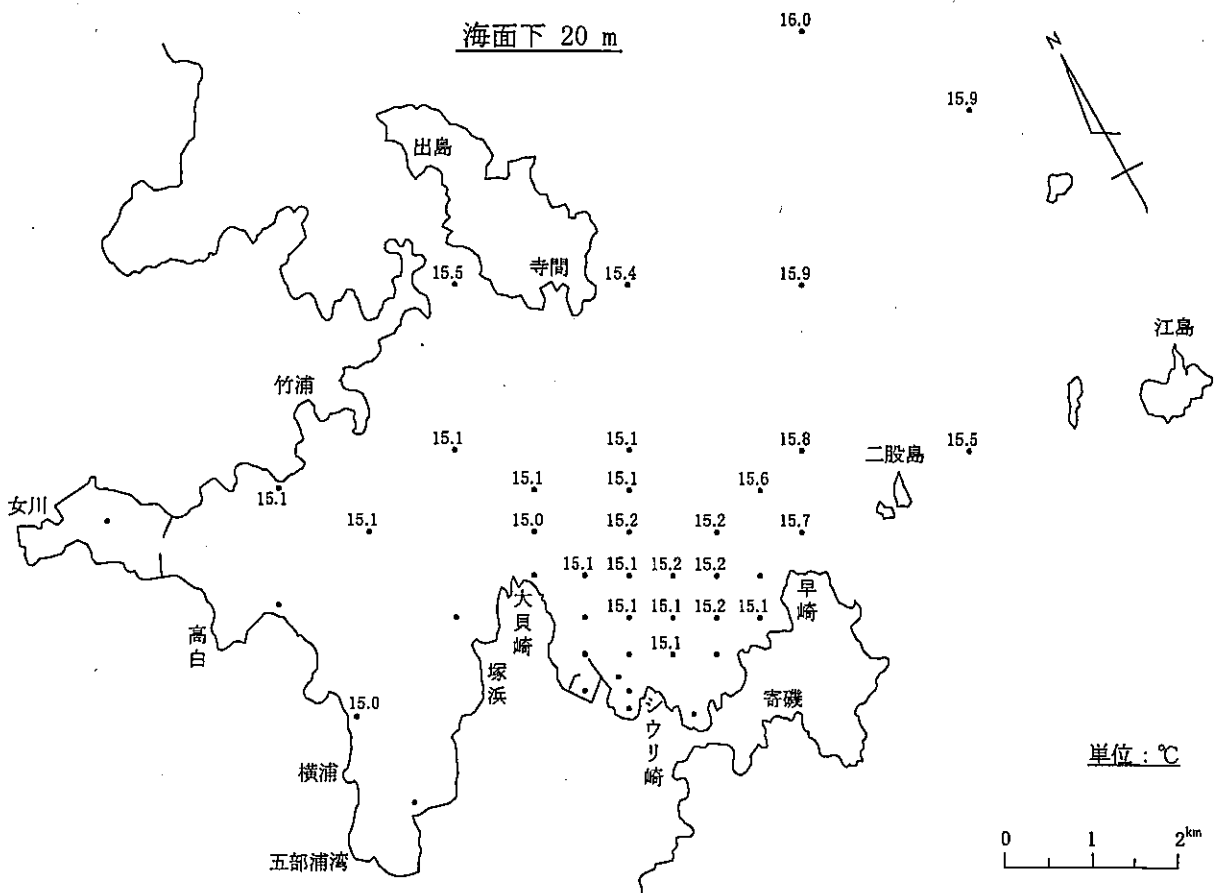 海面下 20 m
16.0
N
15.9
出島
寺間
15.5
15.4
15.9
江島
竹浦
15.1
15.1
15.8
二股島
15.5
15.1
15.1
15.6
女川
15.1
15.1
15.0
15.2
15.2
15.7
15.1
15.1
15.2
15.2
大貝崎
早崎
15.1
15.1
15.2
15.1
高白
15.1
塚浜
シウリ崎
寄磯
15.0
横浦
単位:℃
五部浦湾
0 1 2km